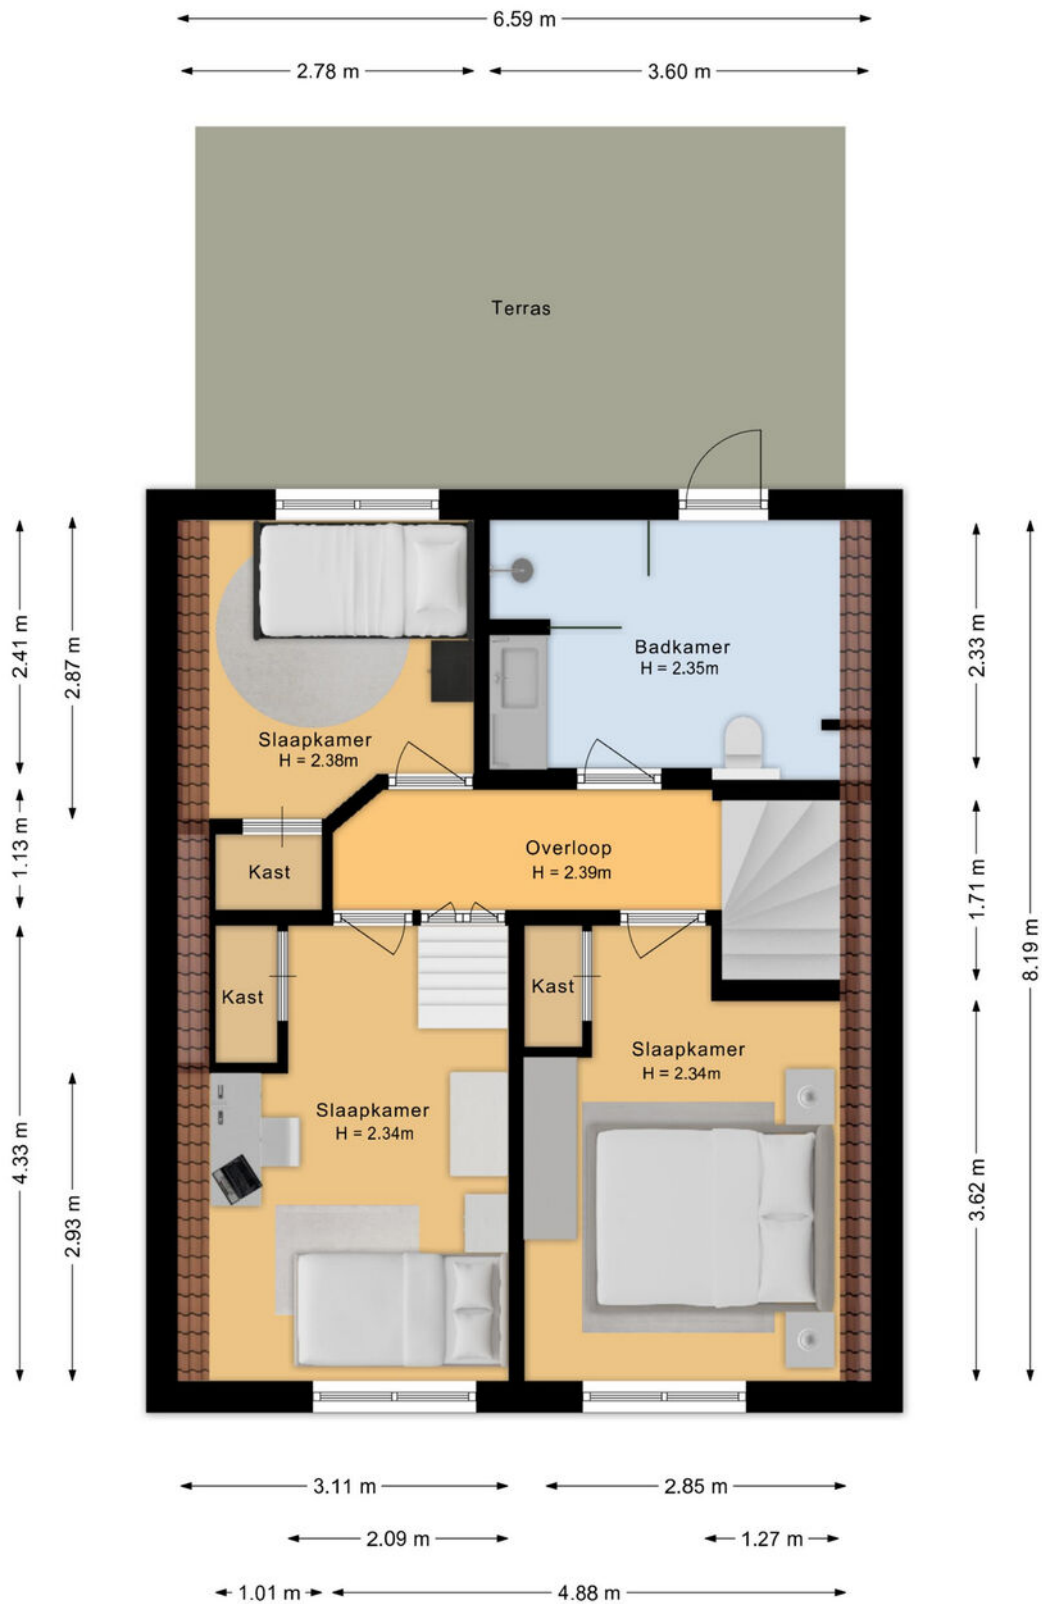 6.59 m
2.78 m
3.60 m
Terras
2.41 m
2.87 m
2.33 m
Badkamer
H = 2.35m
Slaapkamer
H = 2.38m
1.13 m
Overloop
H = 2.39m
Kast
1.71 m
8.19 m
Kast
Kast
Slaapkamer
H = 2.34m
Slaapkamer
H = 2.34m
4.33 m
2.93 m
3.62 m
3.11 m
2.85 m
2.09 m
1.27 m
1.01 m
4.88 m